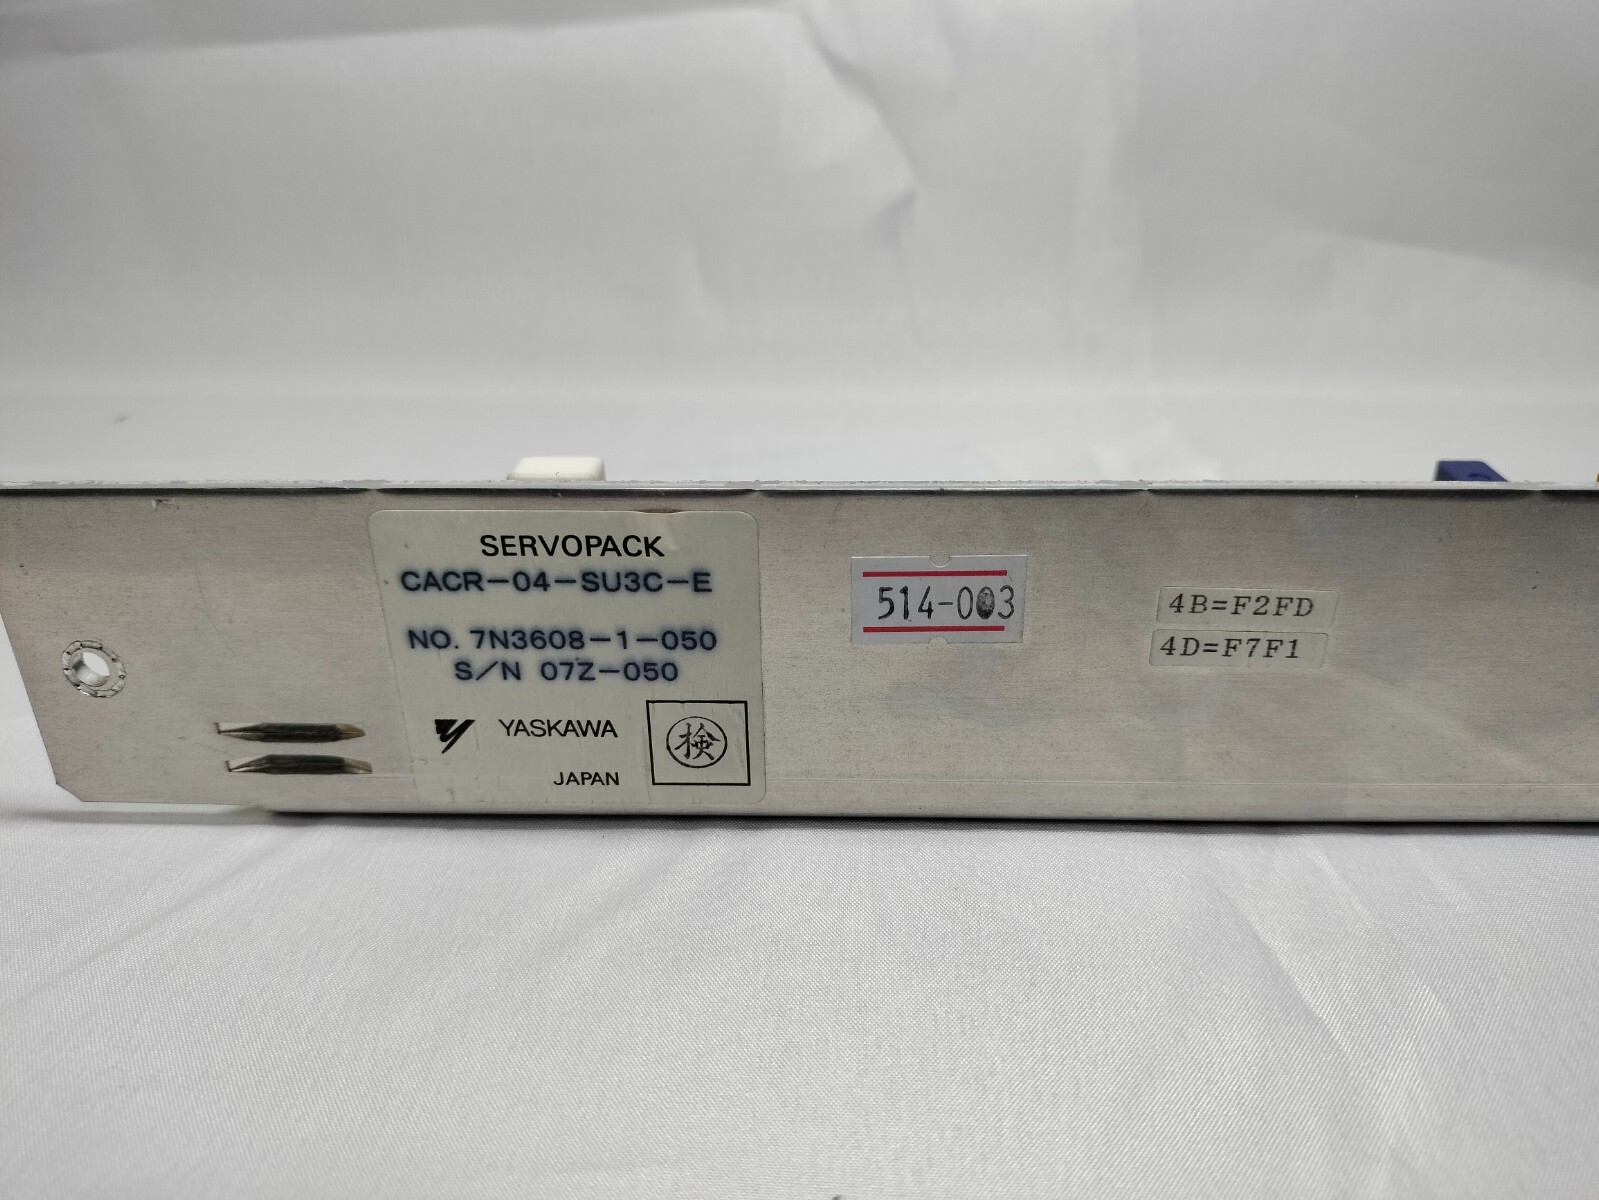 SERVOPACK
CACR-04-SU3C-E
NO. 7N3608-1-050
S/N 07Z-050
YASKAWA
JAPAN
検
514-003
4B=F2FD
4D=F7F1